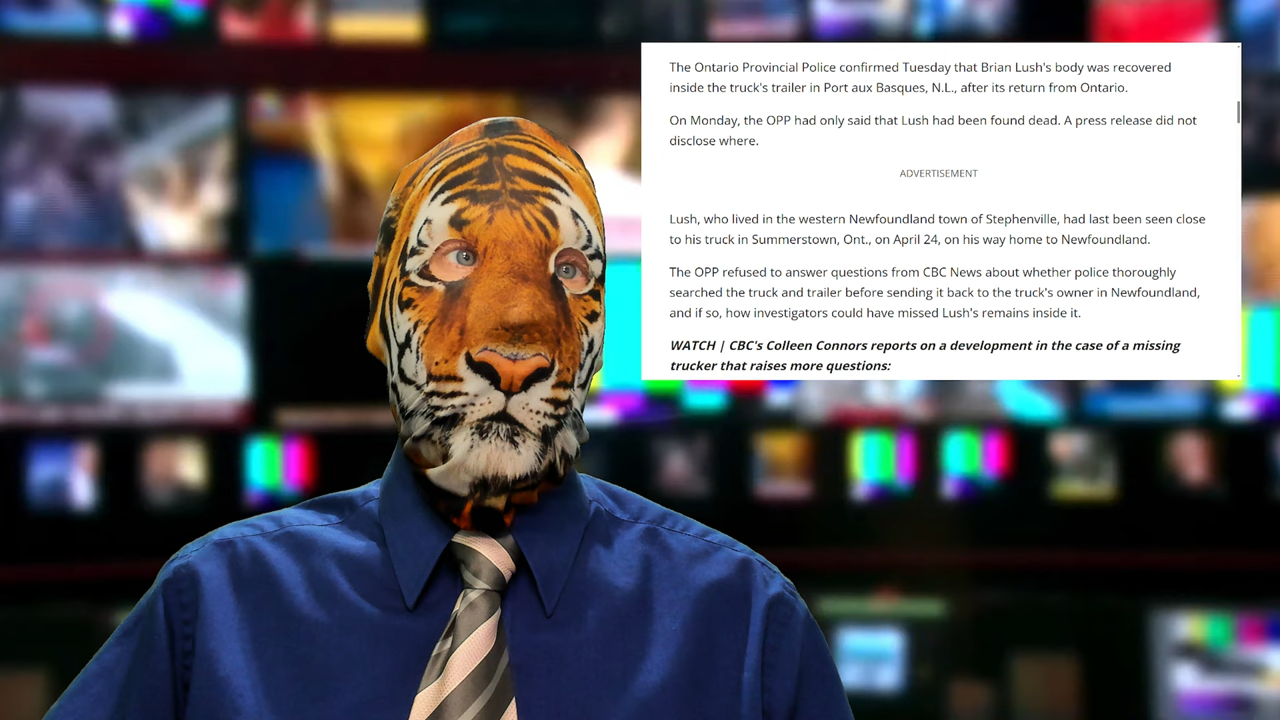 The Ontario Provincial Police confirmed Tuesday that Brian Lush's body was recovered
inside the truck's trailer in Port aux Basques, N.L., after its return from Ontario.
On Monday, the OPP had only said that Lush had been found dead. A press release did not
disclose where.
ADVERTISEMENT
Lush, who lived in the western Newfoundland town of Stephenville, had last been seen close
to his truck in Summerstown, Ont., on April 24, on his way home to Newfoundland.
The OPP refused to answer questions from CBC News about whether police thoroughly
searched the truck and trailer before sending it back to the truck's owner in Newfoundland,
and if so, how investigators could have missed Lush's remains inside it.
WATCH | CBC's Colleen Connors reports on a development in the case of a missing
trucker that raises more questions: